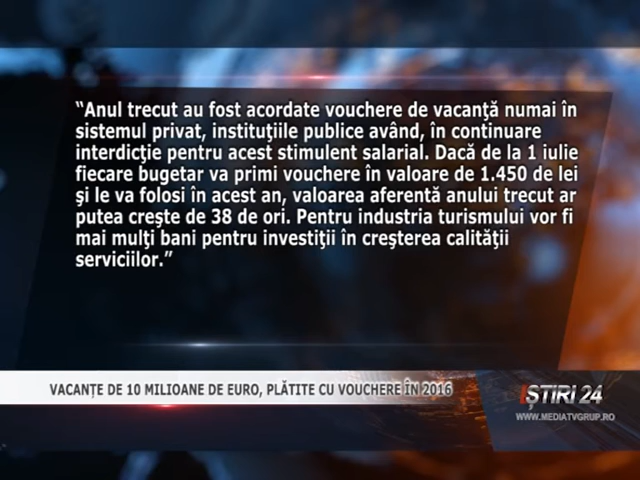 “Anul trecut au fost acordate vouchere de vacanţă numai în
sistemul privat, instituţiile publice având, în continuare
interdicţie pentru acest stimulent salarial. Dacă de la 1 iulie
fiecare bugetar va primi vouchere în valoare de 1.450 de lei
şi le va folosi în acest an, valoarea aferentă anului trecut ar
putea creşte de 38 de ori. Pentru industria turismului vor fi
mai mulţi bani pentru investiţii în creşterea calităţii
serviciilor.”
VACANȚE DE 10 MILIOANE DE EURO, PLĂTITE CU VOUCHERE ÎN 2016
ȘTIRI 24
WWW.MEDIATVGRUP.RO